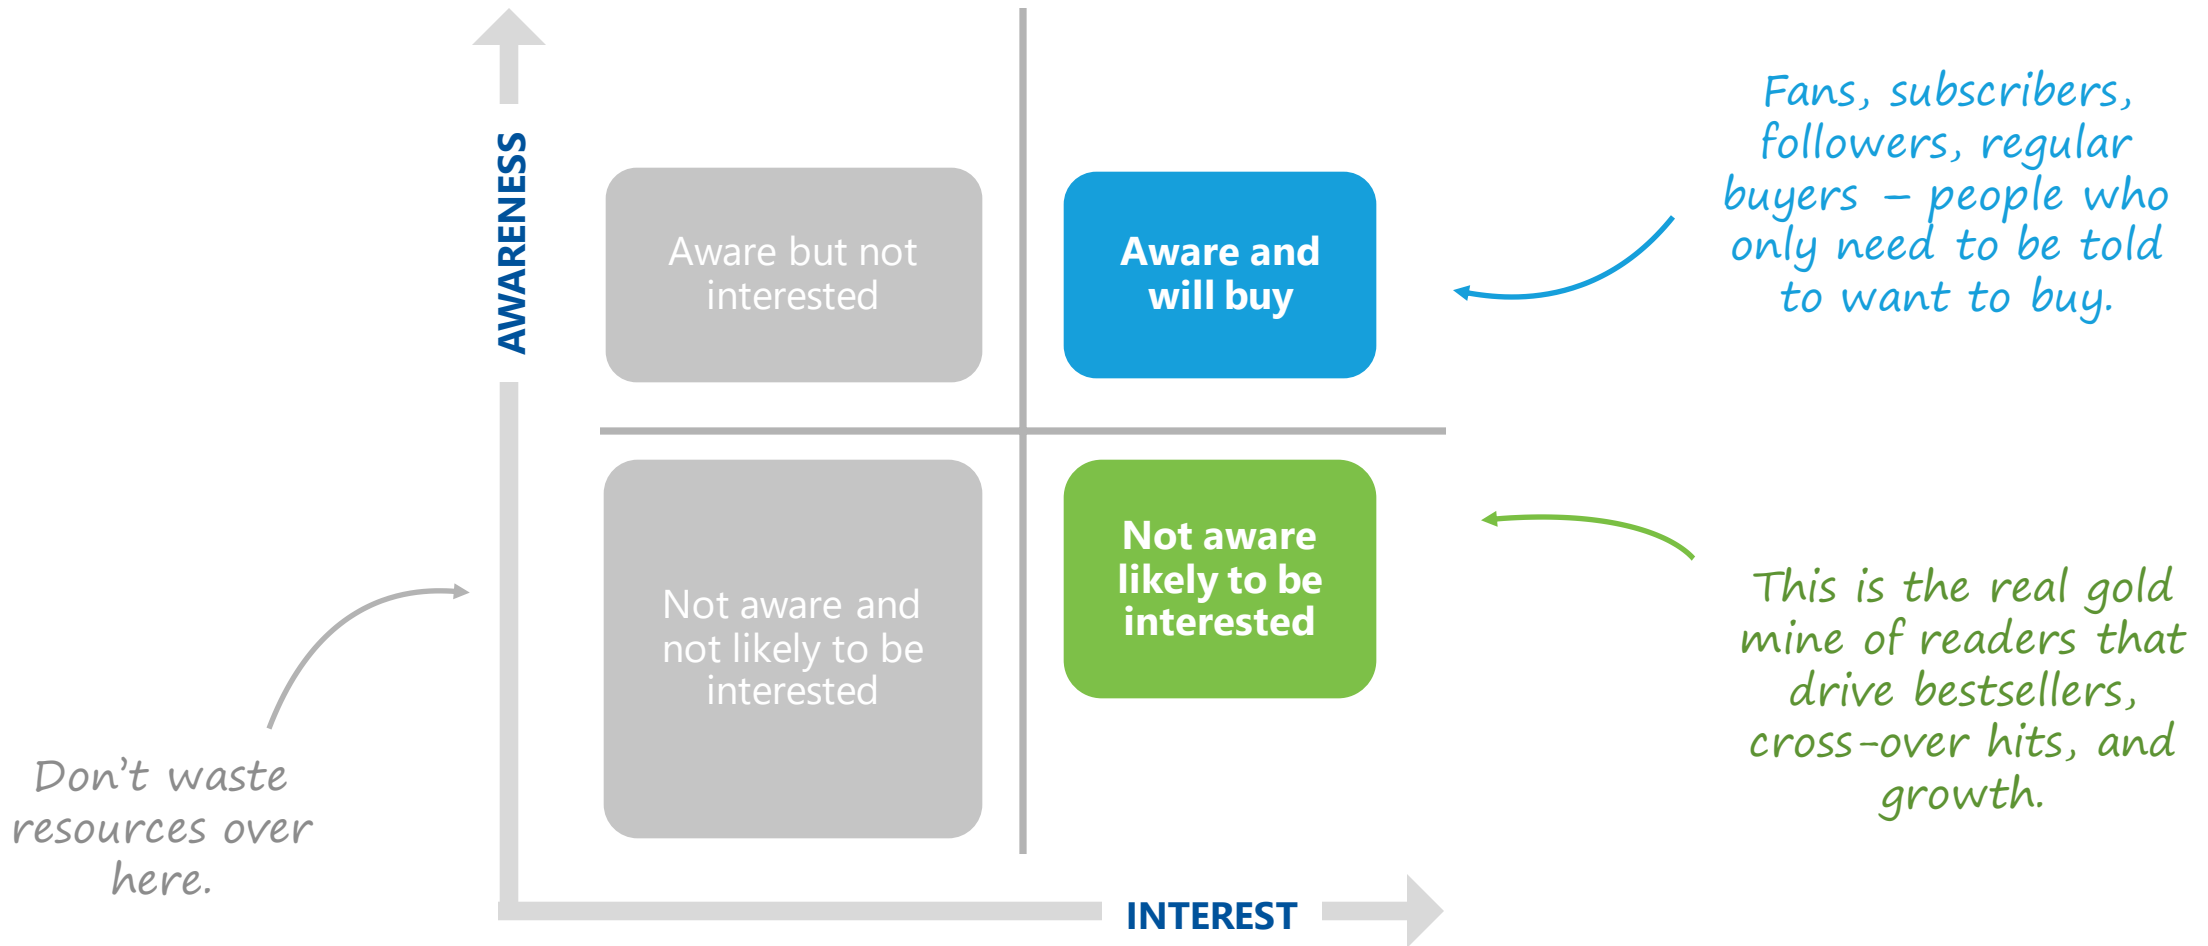 AWARENESS
Aware but not
interested
Aware and
will buy
Fans, subscribers,
followers, regular
buyers – people who
only need to be told
to want to buy.
Not aware and
not likely to be
interested
Not aware
likely to be
interested
This is the real gold
mine of readers that
drive bestsellers,
cross-over hits, and
growth.
Don't waste
resources over
here.
INTEREST